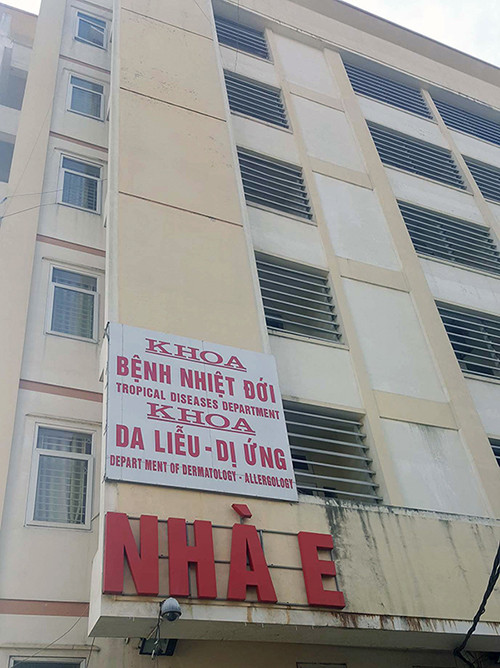 KHOA
BỆNH NHIỆT ĐỚI
TROPICAL DISEASES DEPARTMENT
KHOA
DA LIỄU - DỊ ỨNG
DEPART MENT OF DERMATOLOGY - ALLERGOLOGY
NHÀ E